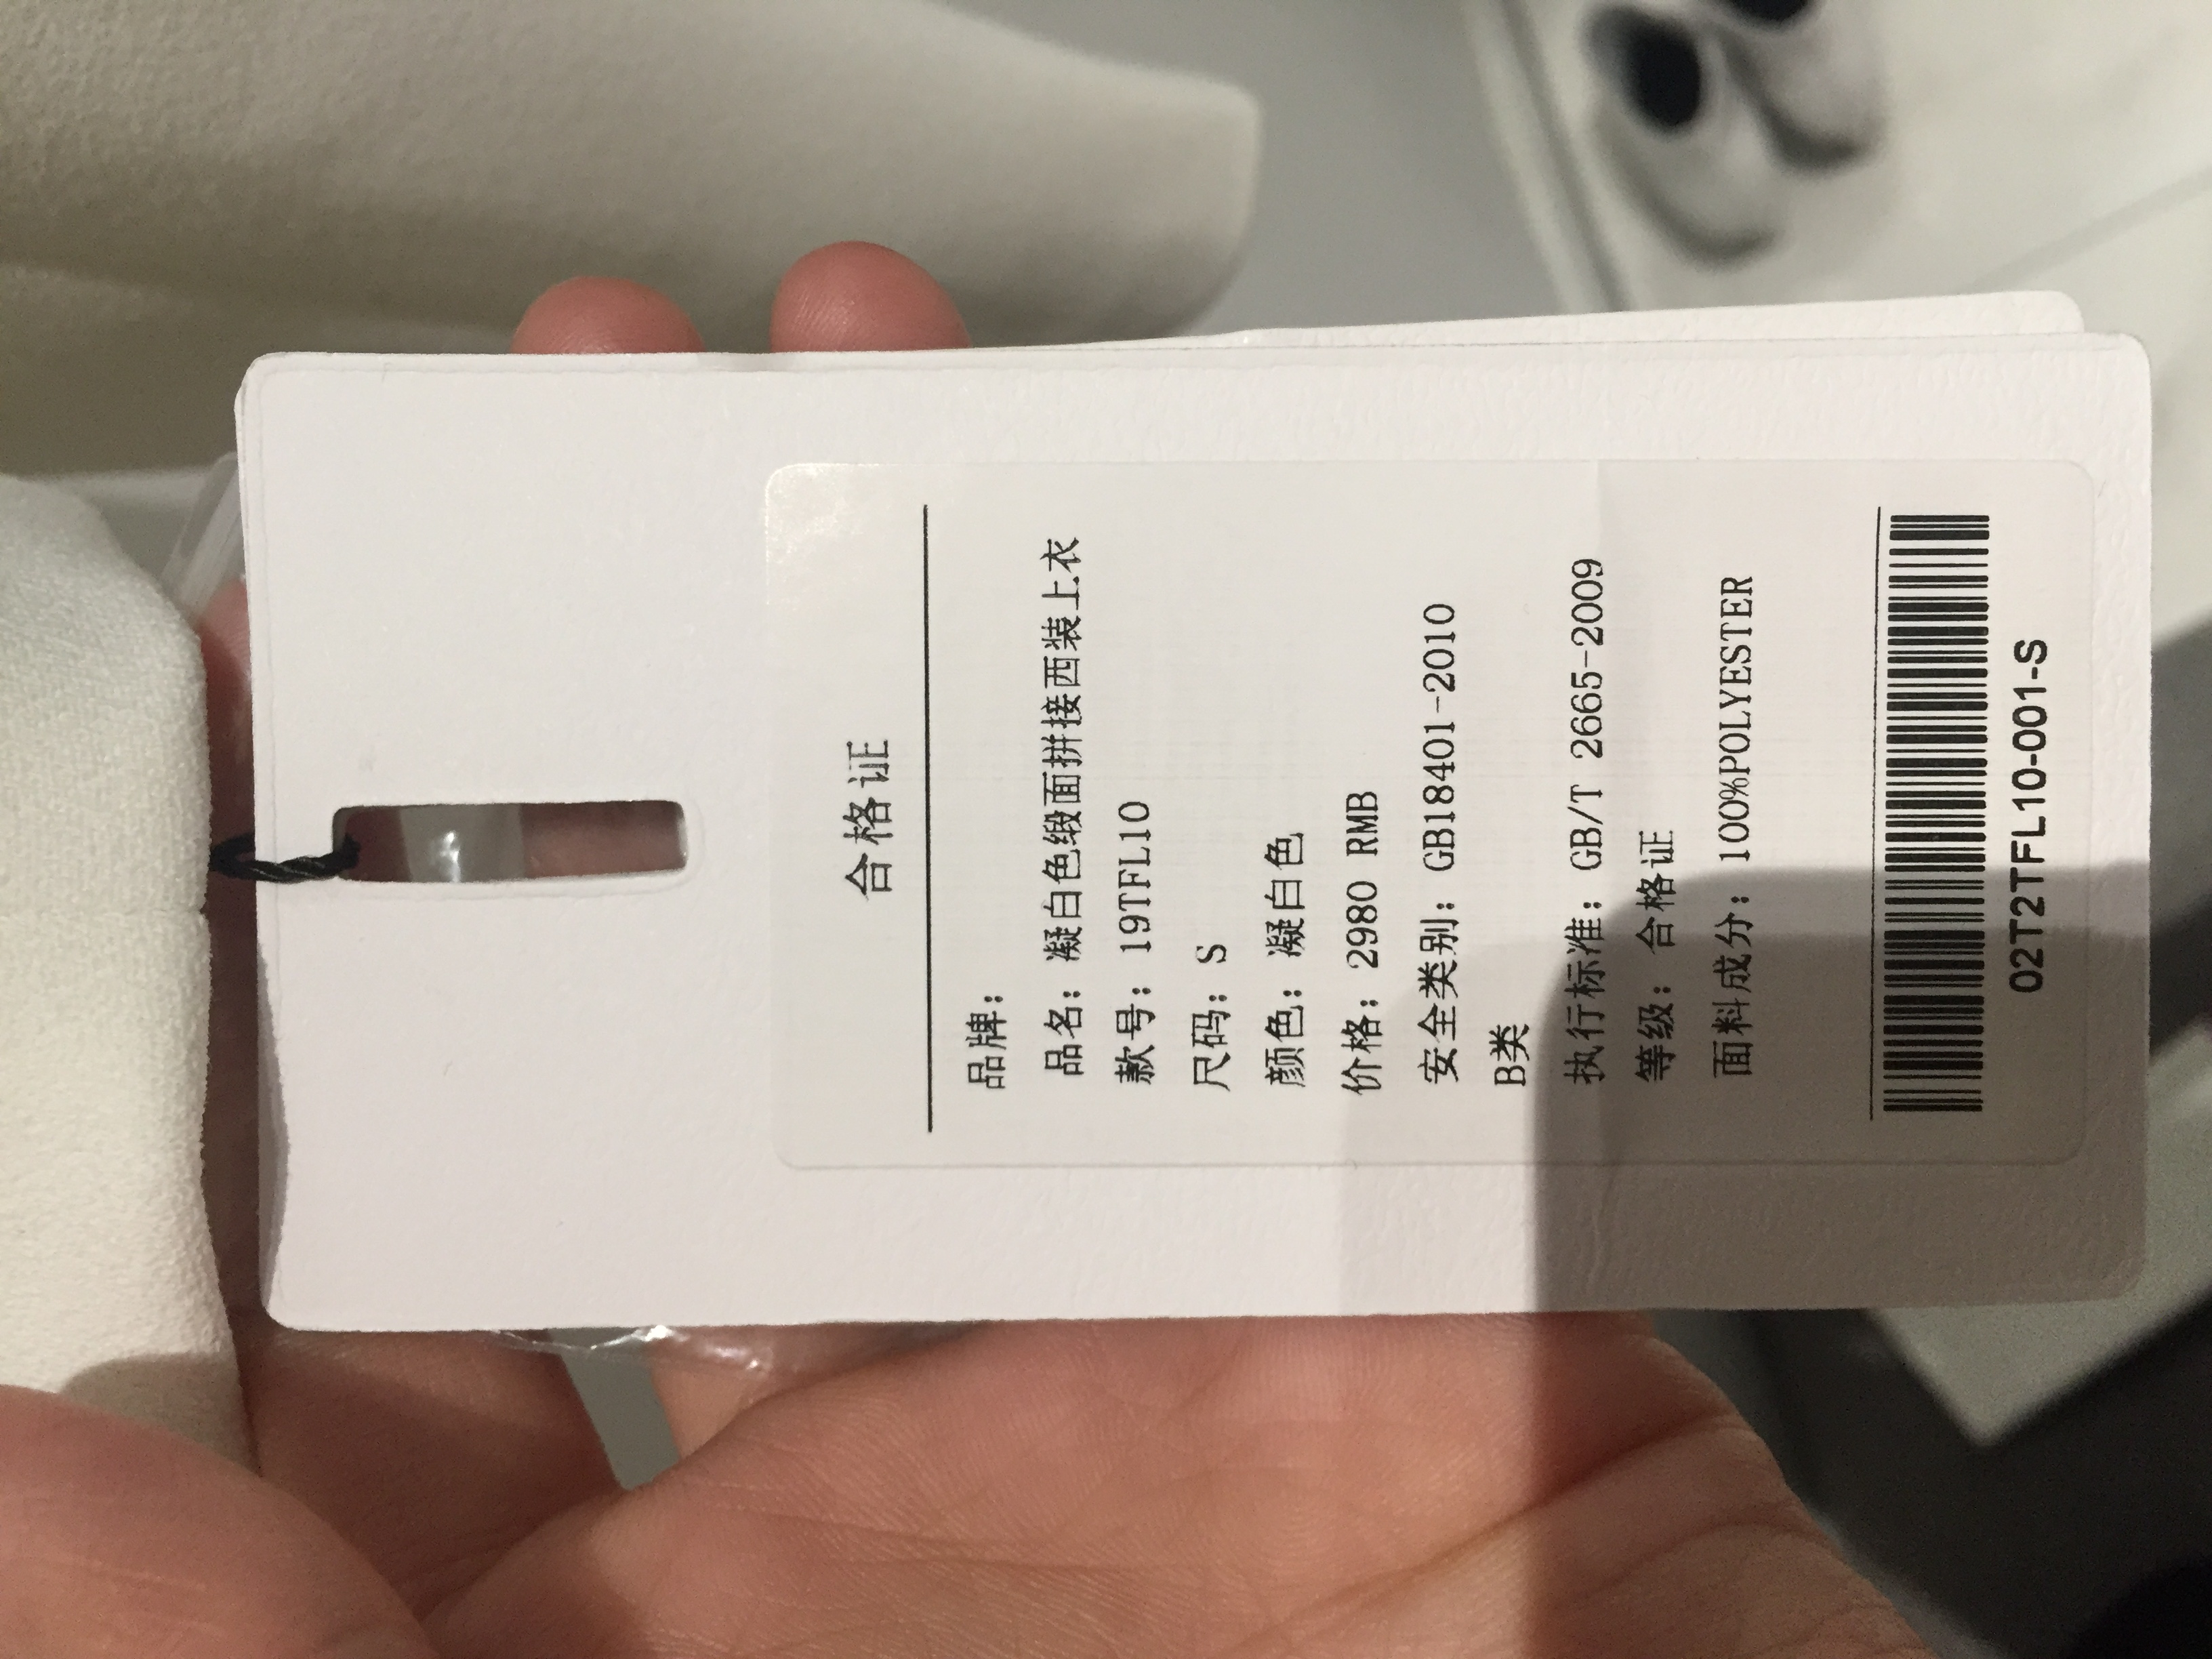 合格证
品牌：
品名：凝白色缎面拼接西装上衣
款号：19TFL10
尺码：S
颜色：凝白色
价格：2980 RMB
安全类别：GB18401-2010
B类
执行标准：GB/T 2665-2009
等级：合格证
面料成分：100%POLYESTER
02T2TFL10-001-S